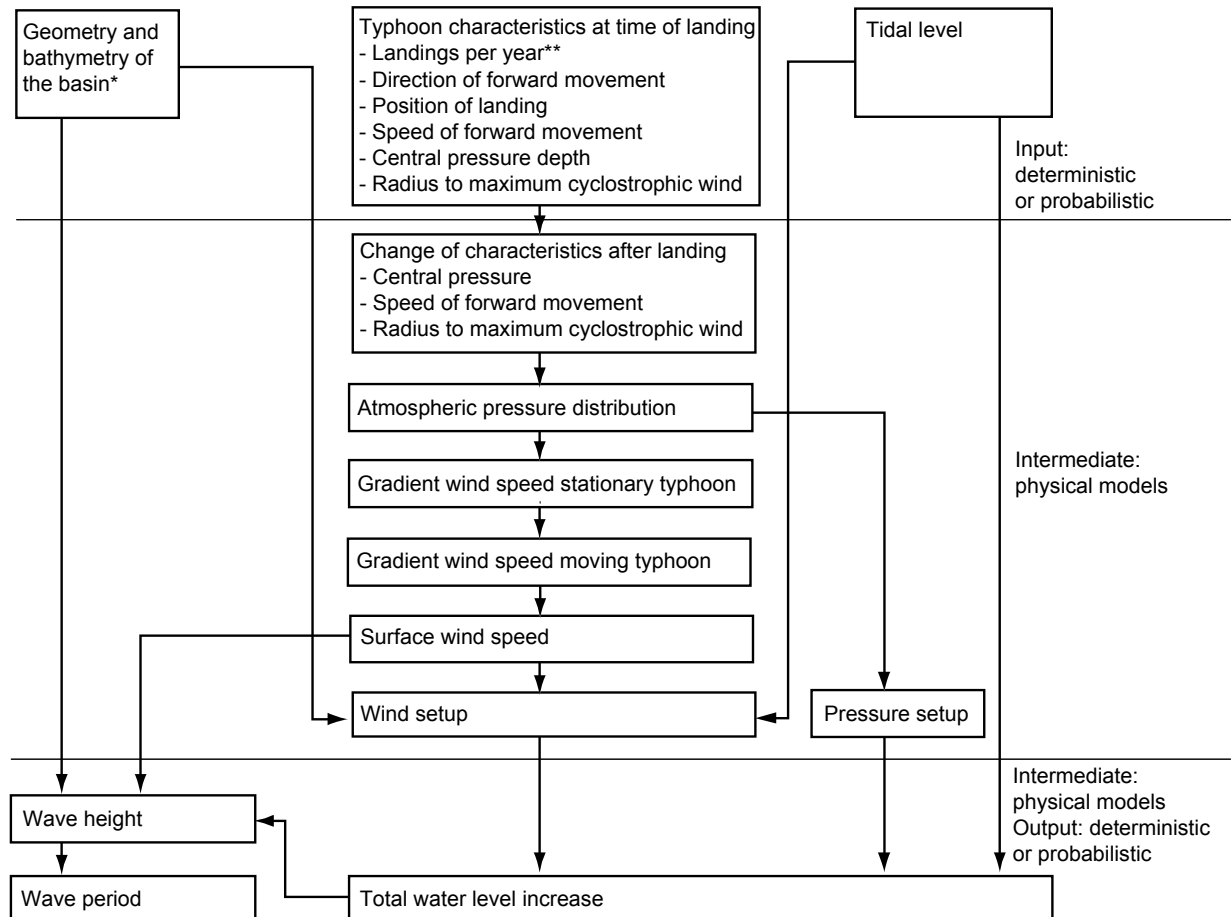 Geometry and
bathymetry of
the basin*
Typhoon characteristics at time of landing
- Landings per year**
- Direction of forward movement
- Position of landing
- Speed of forward movement
- Central pressure depth
- Radius to maximum cyclostrophic wind
Tidal level
Input:
deterministic
or probabilistic
Change of characteristics after landing
- Central pressure
- Speed of forward movement
- Radius to maximum cyclostrophic wind
Atmospheric pressure distribution
Gradient wind speed stationary typhoon
Intermediate:
physical models
Gradient wind speed moving typhoon
Surface wind speed
Wind setup
Pressure setup
Intermediate:
physical models
Output: deterministic
or probabilistic
Wave height
Wave period
Total water level increase